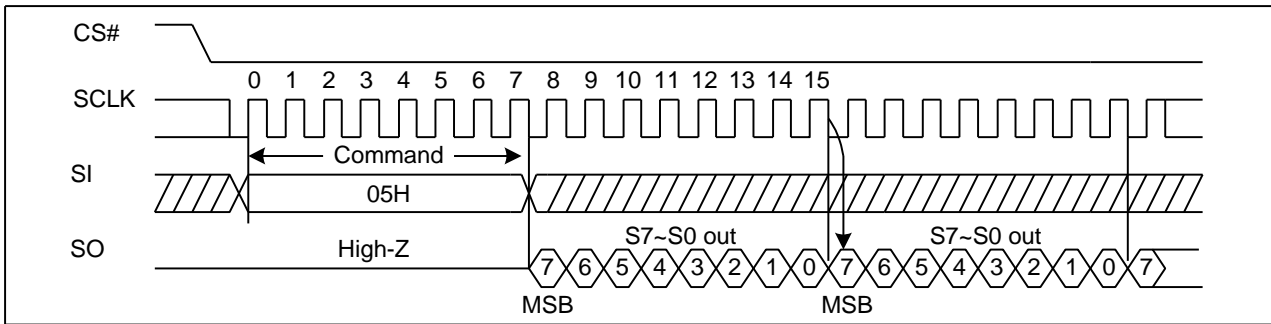 CS#
0 1 2 3 4 5 6 7 8 9 10 11 12 13 14 15
SCLK
Command
SI
05H
S7~S0 out S7~S0 out
SO High-Z
7 6 5 4 3 2 1 0 7 6 5 4 3 2 1 0 7
MSB MSB